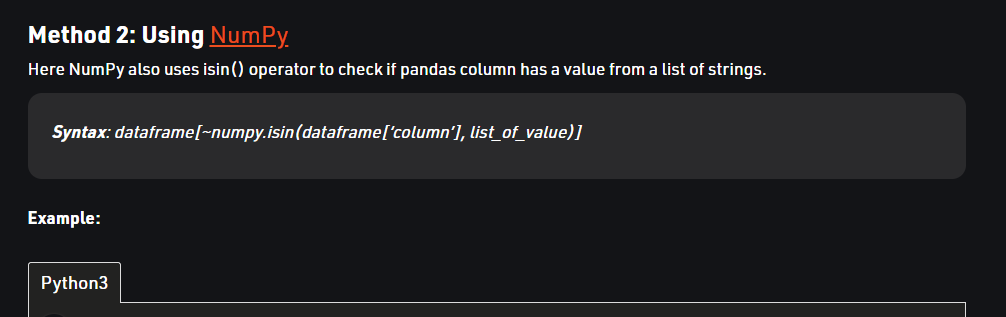 Method 2: Using NumPy
Here NumPy also uses isin() operator to check if pandas column has a value from a list of strings.
Syntax: dataframe[~numpy.isin(dataframe[‘column’], list_of_value)]
Example:
Python3